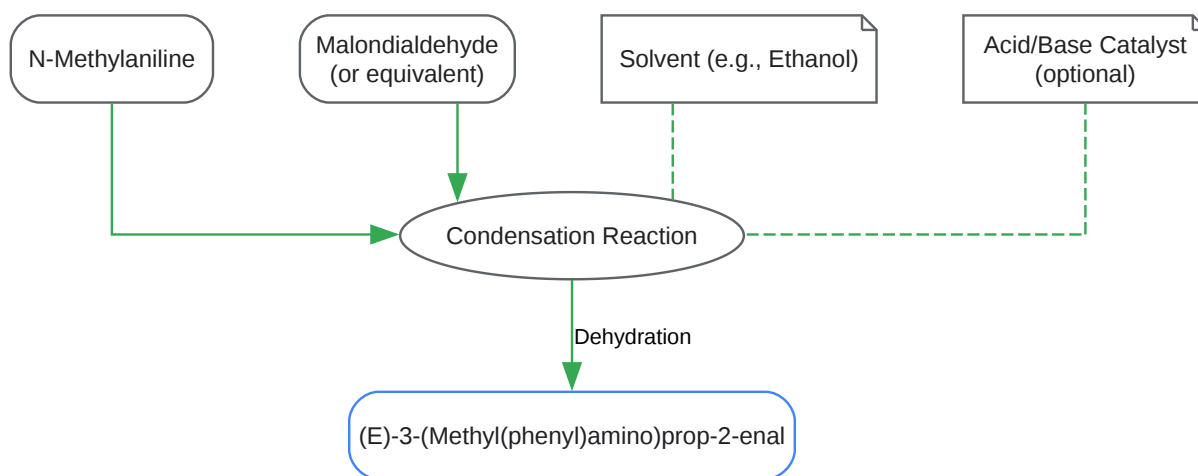 N-Methylaniline
Malondialdehyde
(or equivalent)
Solvent (e.g., Ethanol)
Acid/Base Catalyst
(optional)
Condensation Reaction
Dehydration
(E)-3-(Methyl(phenyl)amino)prop-2-enal